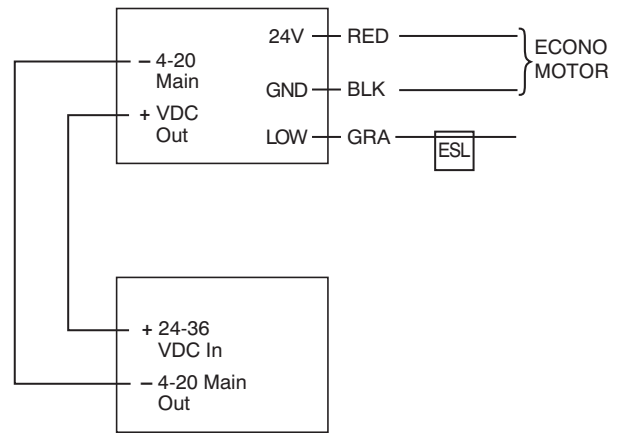 24V RED
– 4-20
Main
ECONO
MOTOR
GND BLK
+ VDC
Out
LOW GRA
ESL
+ 24-36
VDC In
– 4-20 Main
Out